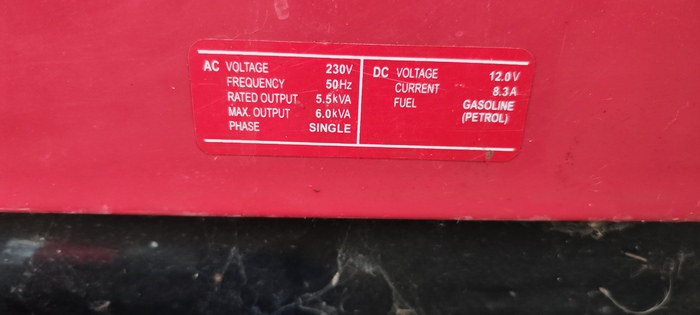 AC VOLTAGE 230V
FREQUENCY 50Hz
RATED OUTPUT 5.5kVA
MAX. OUTPUT 6.0kVA
PHASE SINGLE
DC VOLTAGE 12.0V
CURRENT 8.3A
FUEL GASOLINE
(PETROL)